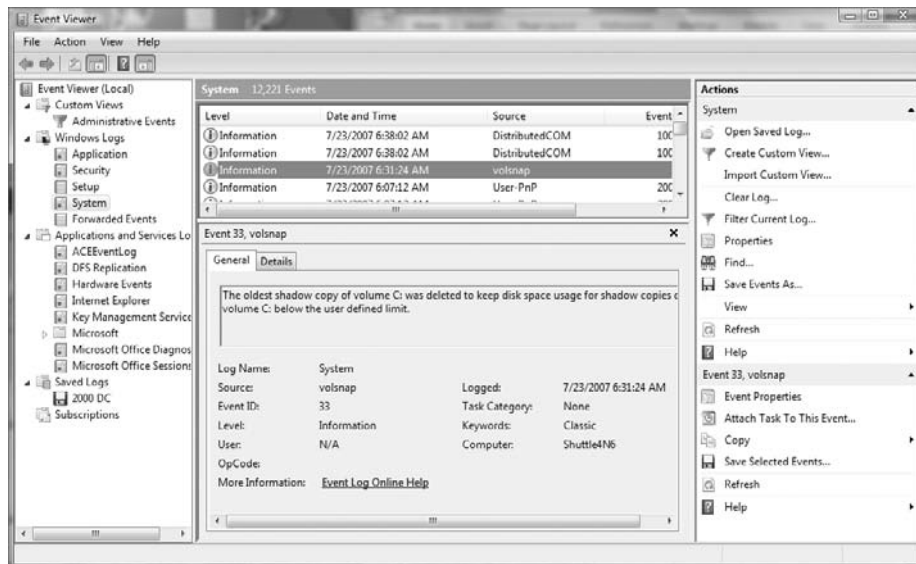 Event Viewer
File Action View Help
Event Viewer (Local)
Custom Views
Administrative Events
Windows Logs
Application
Security
Setup
System
Forwarded Events
Applications and Services Lo
ACEEventLog
DFS Replication
Hardware Events
Internet Explorer
Key Management Service
Microsoft
Microsoft Office Diagnos
Microsoft Office Sessions
Saved Logs
2000 DC
Subscriptions
System 12,221 Events
Level Date and Time Source Event
Information 7/23/2007 6:38:02 AM DistributedCOM 100
Information 7/23/2007 6:38:02 AM DistributedCOM 100
Information 7/23/2007 6:31:24 AM volsnap
Information 7/23/2007 6:07:12 AM User-PnP 200
Event 33, volsnap
General Details
The oldest shadow copy of volume C: was deleted to keep disk space usage for shadow copies o
volume C: below the user defined limit.
Log Name: System
Source: volsnap Logged: 7/23/2007 6:31:24 AM
Event ID: 33 Task Category: None
Level: Information Keywords: Classic
User: N/A Computer: Shuttle4N6
OpCode:
More Information: Event Log Online Help
Actions
System
Open Saved Log...
Create Custom View...
Import Custom View...
Clear Log...
Filter Current Log...
Properties
Find...
Save Events As...
View
Refresh
Help
Event 33, volsnap
Event Properties
Attach Task To This Event...
Copy
Save Selected Events...
Refresh
Help